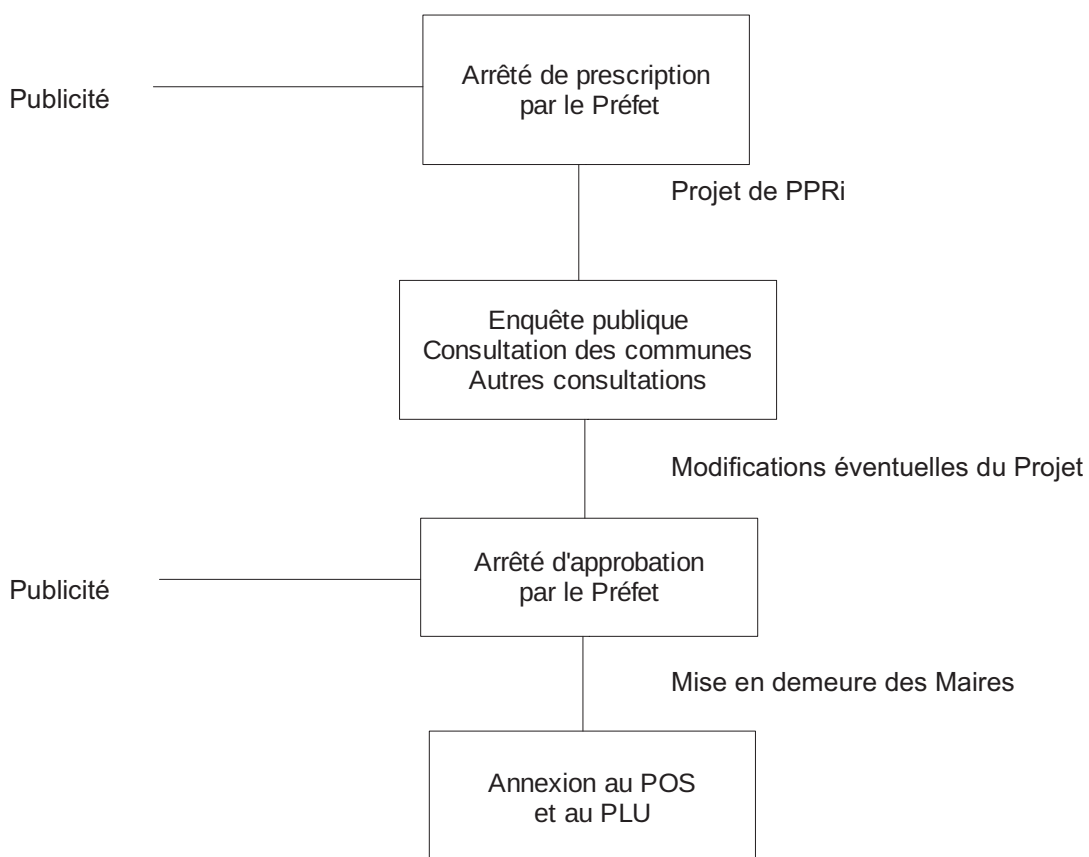 Arrêté de prescription
par le Préfet
Publicité
Projet de PPRi
Enquête publique
Consultation des communes
Autres consultations
Modifications éventuelles du Projet
Arrêté d'approbation
par le Préfet
Publicité
Mise en demeure des Maires
Annexion au POS
et au PLU